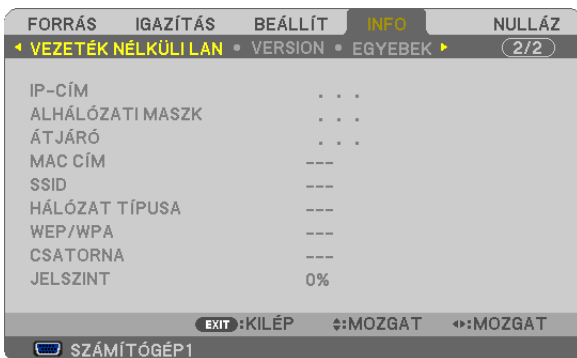 FORRÁS IGAZÍTÁS BEÁLLÍT INFO NULLÁZ
VEZETÉK NÉLKÜLI LAN • VERSION • EGYEBEK 2/2
IP-CÍM . . .
ALHÁLÓZATI MASZK . . .
ÁTJÁRÓ . . .
MAC CÍM ---
SSID ---
HÁLÓZAT TÍPUSA ---
WEP/WPA ---
CSATORNA ---
JELSZINT 0%
EXIT :KILÉP :MOZGAT :MOZGAT
SZÁMÍTÓGÉP1